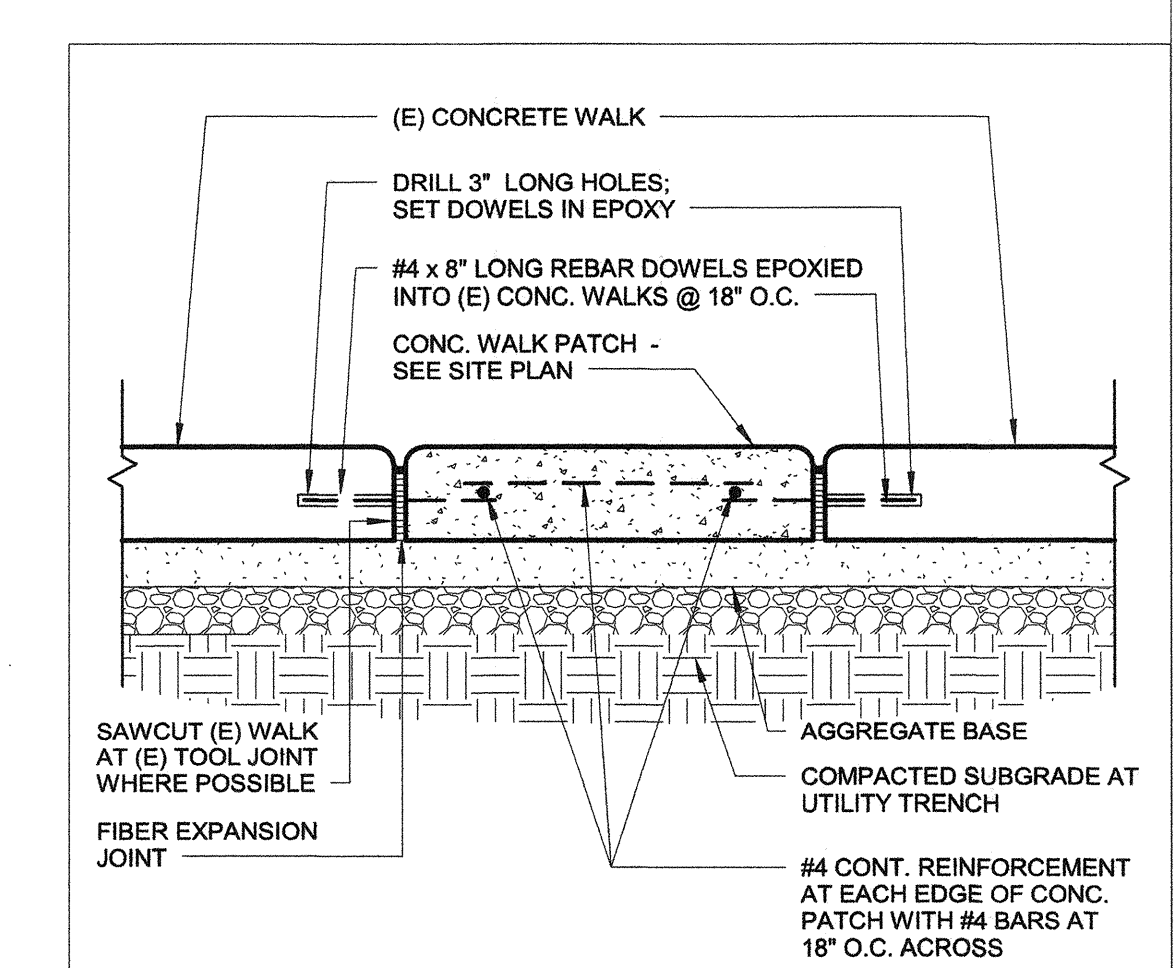 (E) CONCRETE WALK
DRILL 3" LONG HOLES;
SET DOWELS IN EPOXY
#4 x 8" LONG REBAR DOWELS EPOXIED
INTO (E) CONC. WALKS @ 18" O.C.
CONC. WALK PATCH -
SEE SITE PLAN
SAWCUT (E) WALK
AT (E) TOOL JOINT
WHERE POSSIBLE
FIBER EXPANSION
JOINT
AGGREGATE BASE
COMPACTED SUBGRADE AT
UTILITY TRENCH
#4 CONT. REINFORCEMENT
AT EACH EDGE OF CONC.
PATCH WITH #4 BARS AT
18" O.C. ACROSS